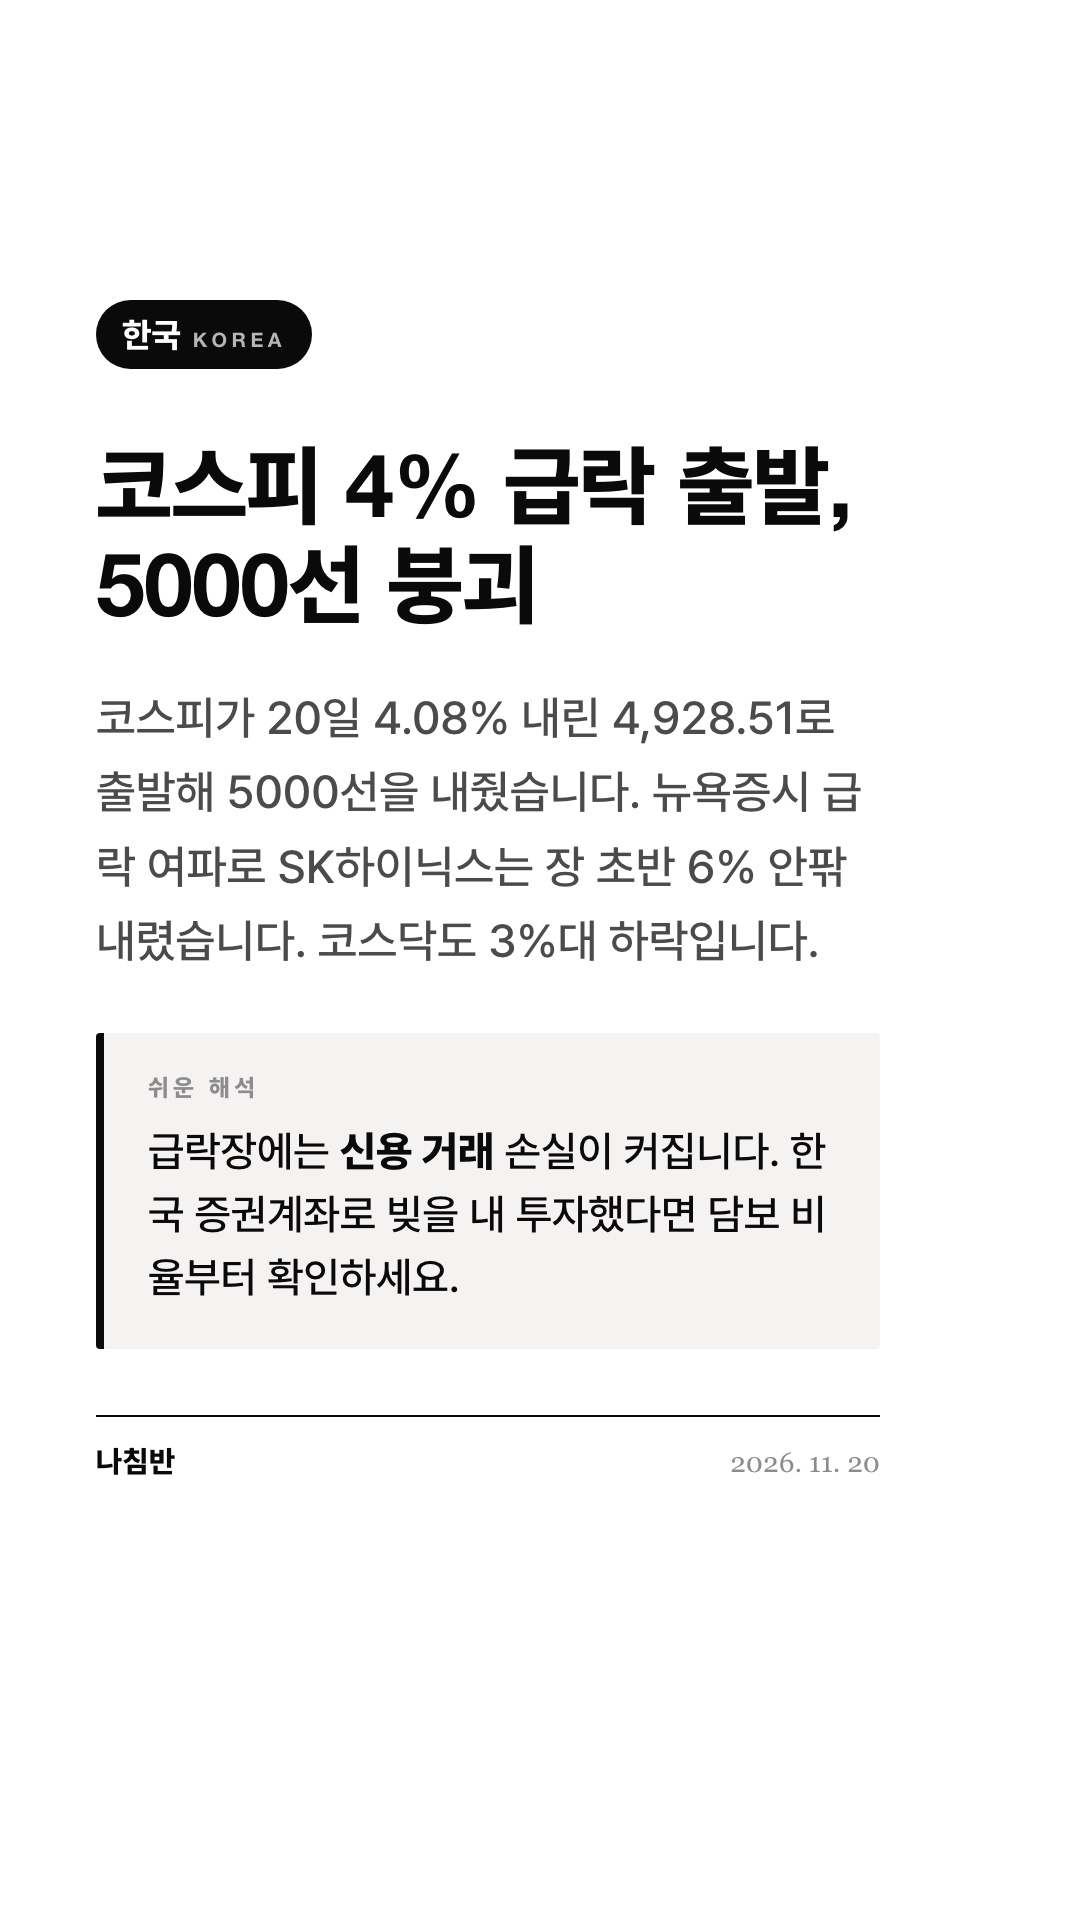 한국 KOREA
코스피 4% 급락 출발,
5000선 붕괴
코스피가 20일 4.08% 내린 4,928.51로
출발해 5000선을 내줬습니다. 뉴욕증시 급
락 여파로 SK하이닉스는 장 초반 6% 안팎
내렸습니다. 코스닥도 3%대 하락입니다.
쉬운 해석
급락장에는 신용 거래 손실이 커집니다. 한
국 증권계좌로 빚을 내 투자했다면 담보 비
율부터 확인하세요.
나침반
2026. 11. 20